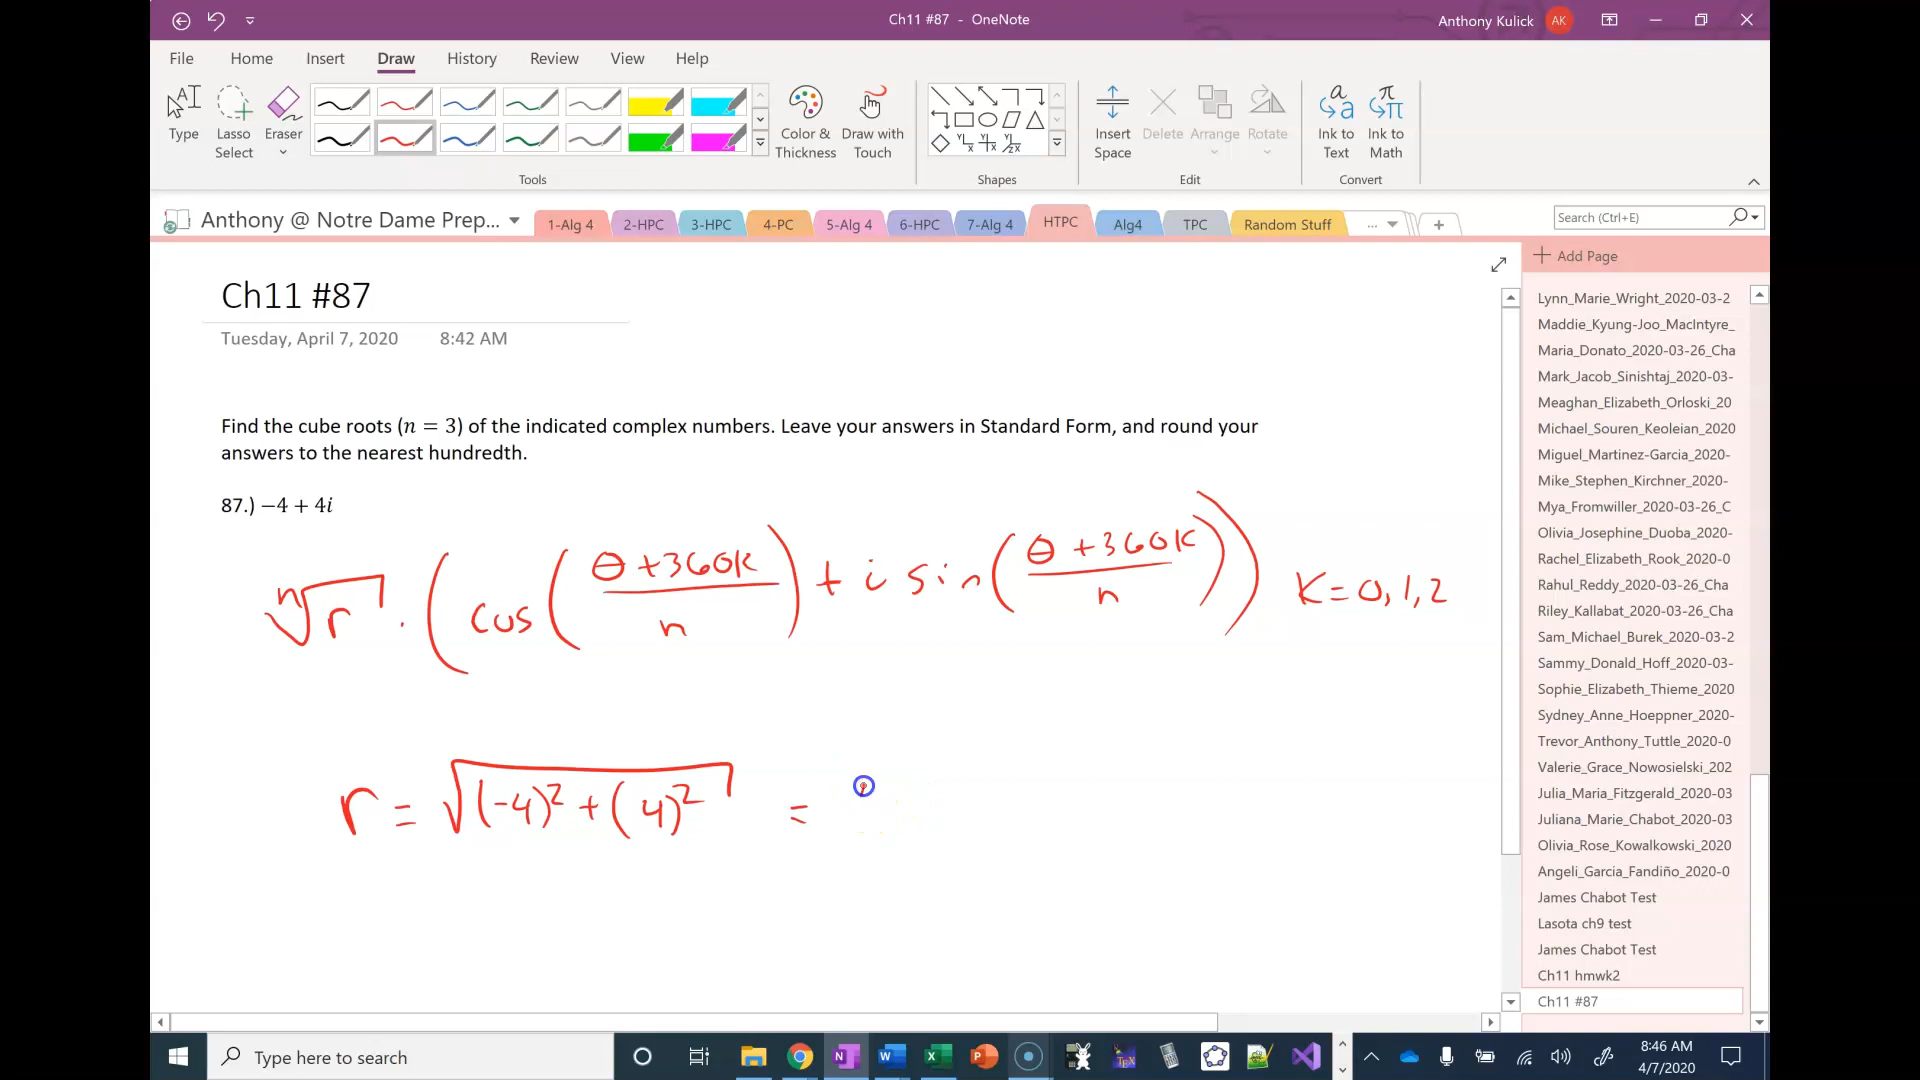 Ch11 #87 - OneNote
Anthony Kulick AK
File Home Insert Draw History Review View Help
Type
Lasso Select
Eraser
Color & Thickness
Draw with Touch
Insert Space
Delete
Arrange
Rotate
Ink to Text
Ink to Math
Tools Shapes Edit Convert
Anthony @ Notre Dame Prep...
1-Alg 4 2-HPC 3-HPC 4-PC 5-Alg 4 6-HPC 7-Alg 4 HTPC Alg4 TPC Random Stuff ... +
Search (Ctrl+E)
Ch11 #87
Tuesday, April 7, 2020 8:42 AM
Find the cube roots (n = 3) of the indicated complex numbers. Leave your answers in Standard Form, and round your
answers to the nearest hundredth.
87.) −4 + 4i
ⁿ√r · (cos((θ+360K)/n) + i sin((θ+360K)/n)) K=0,1,2
r = √((-4)² + (4)²) =
Add Page
Lynn_Marie_Wright_2020-03-2
Maddie_Kyung-Joo_MacIntyre_
Maria_Donato_2020-03-26_Cha
Mark_Jacob_Sinishtaj_2020-03-
Meaghan_Elizabeth_Orloski_20
Michael_Souren_Keoleian_2020
Miguel_Martinez-Garcia_2020-
Mike_Stephen_Kirchner_2020-
Mya_Fromwiller_2020-03-26_C
Olivia_Josephine_Duoba_2020-
Rachel_Elizabeth_Rook_2020-0
Rahul_Reddy_2020-03-26_Cha
Riley_Kallabat_2020-03-26_Cha
Sam_Michael_Burek_2020-03-2
Sammy_Donald_Hoff_2020-03-
Sophie_Elizabeth_Thieme_2020
Sydney_Anne_Hoeppner_2020-
Trevor_Anthony_Tuttle_2020-0
Valerie_Grace_Nowosielski_202
Julia_Maria_Fitzgerald_2020-03
Juliana_Marie_Chabot_2020-03
Olivia_Rose_Kowalkowski_2020
Angeli_Garcia_Fandiño_2020-0
James Chabot Test
Lasota ch9 test
James Chabot Test
Ch11 hmwk2
Ch11 #87
Type here to search
8:46 AM
4/7/2020